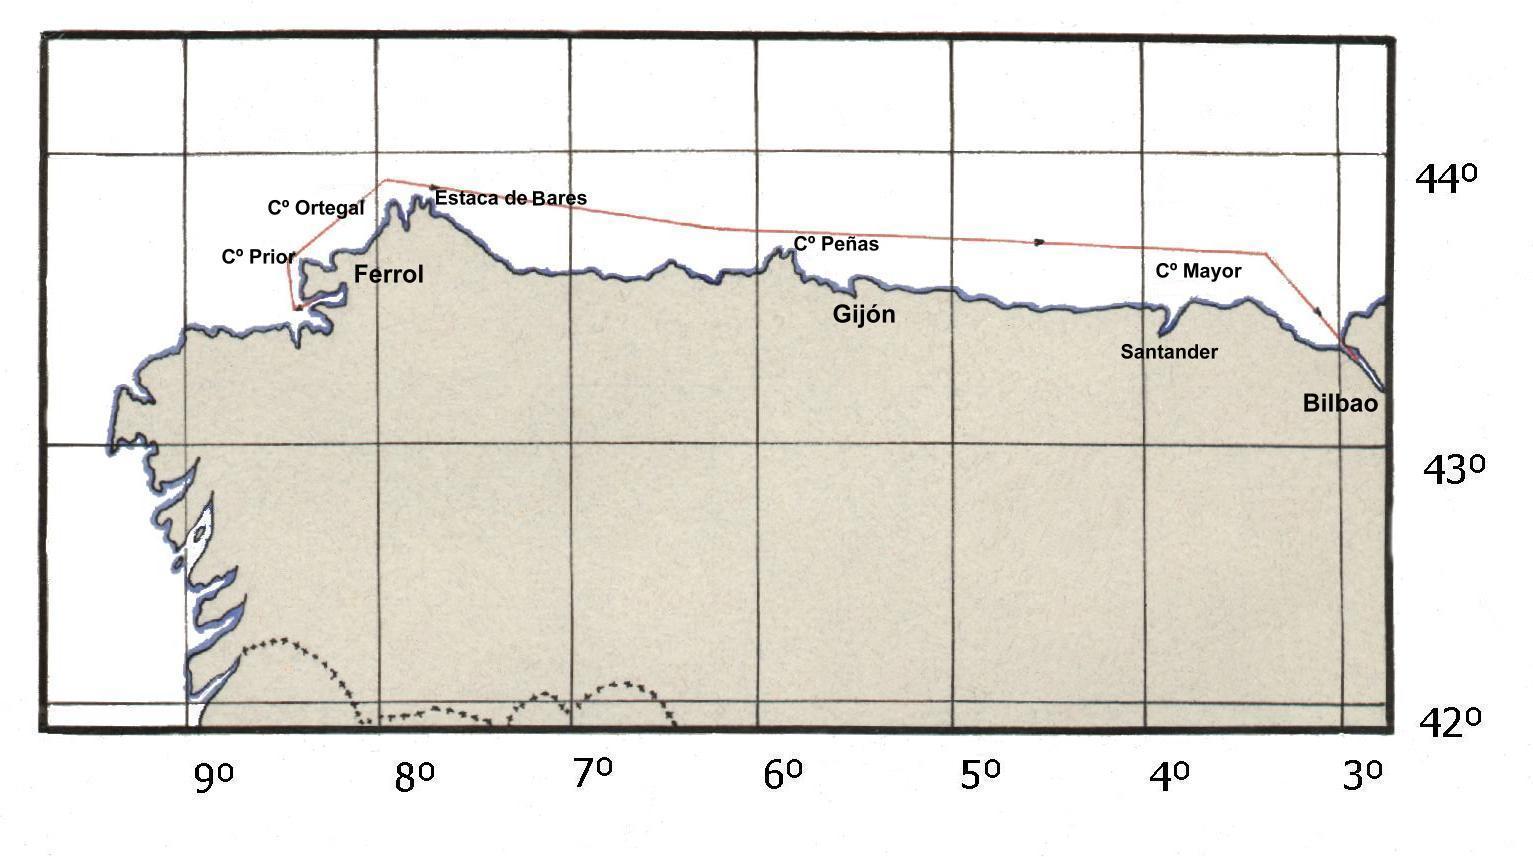 44º
Cº Ortegal
Estaca de Bares
Cº Prior
Cº Peñas
Ferrol
Cº Mayor
Gijón
Santander
Bilbao
43º
42º
9º
8º
7º
6º
5º
4º
3º